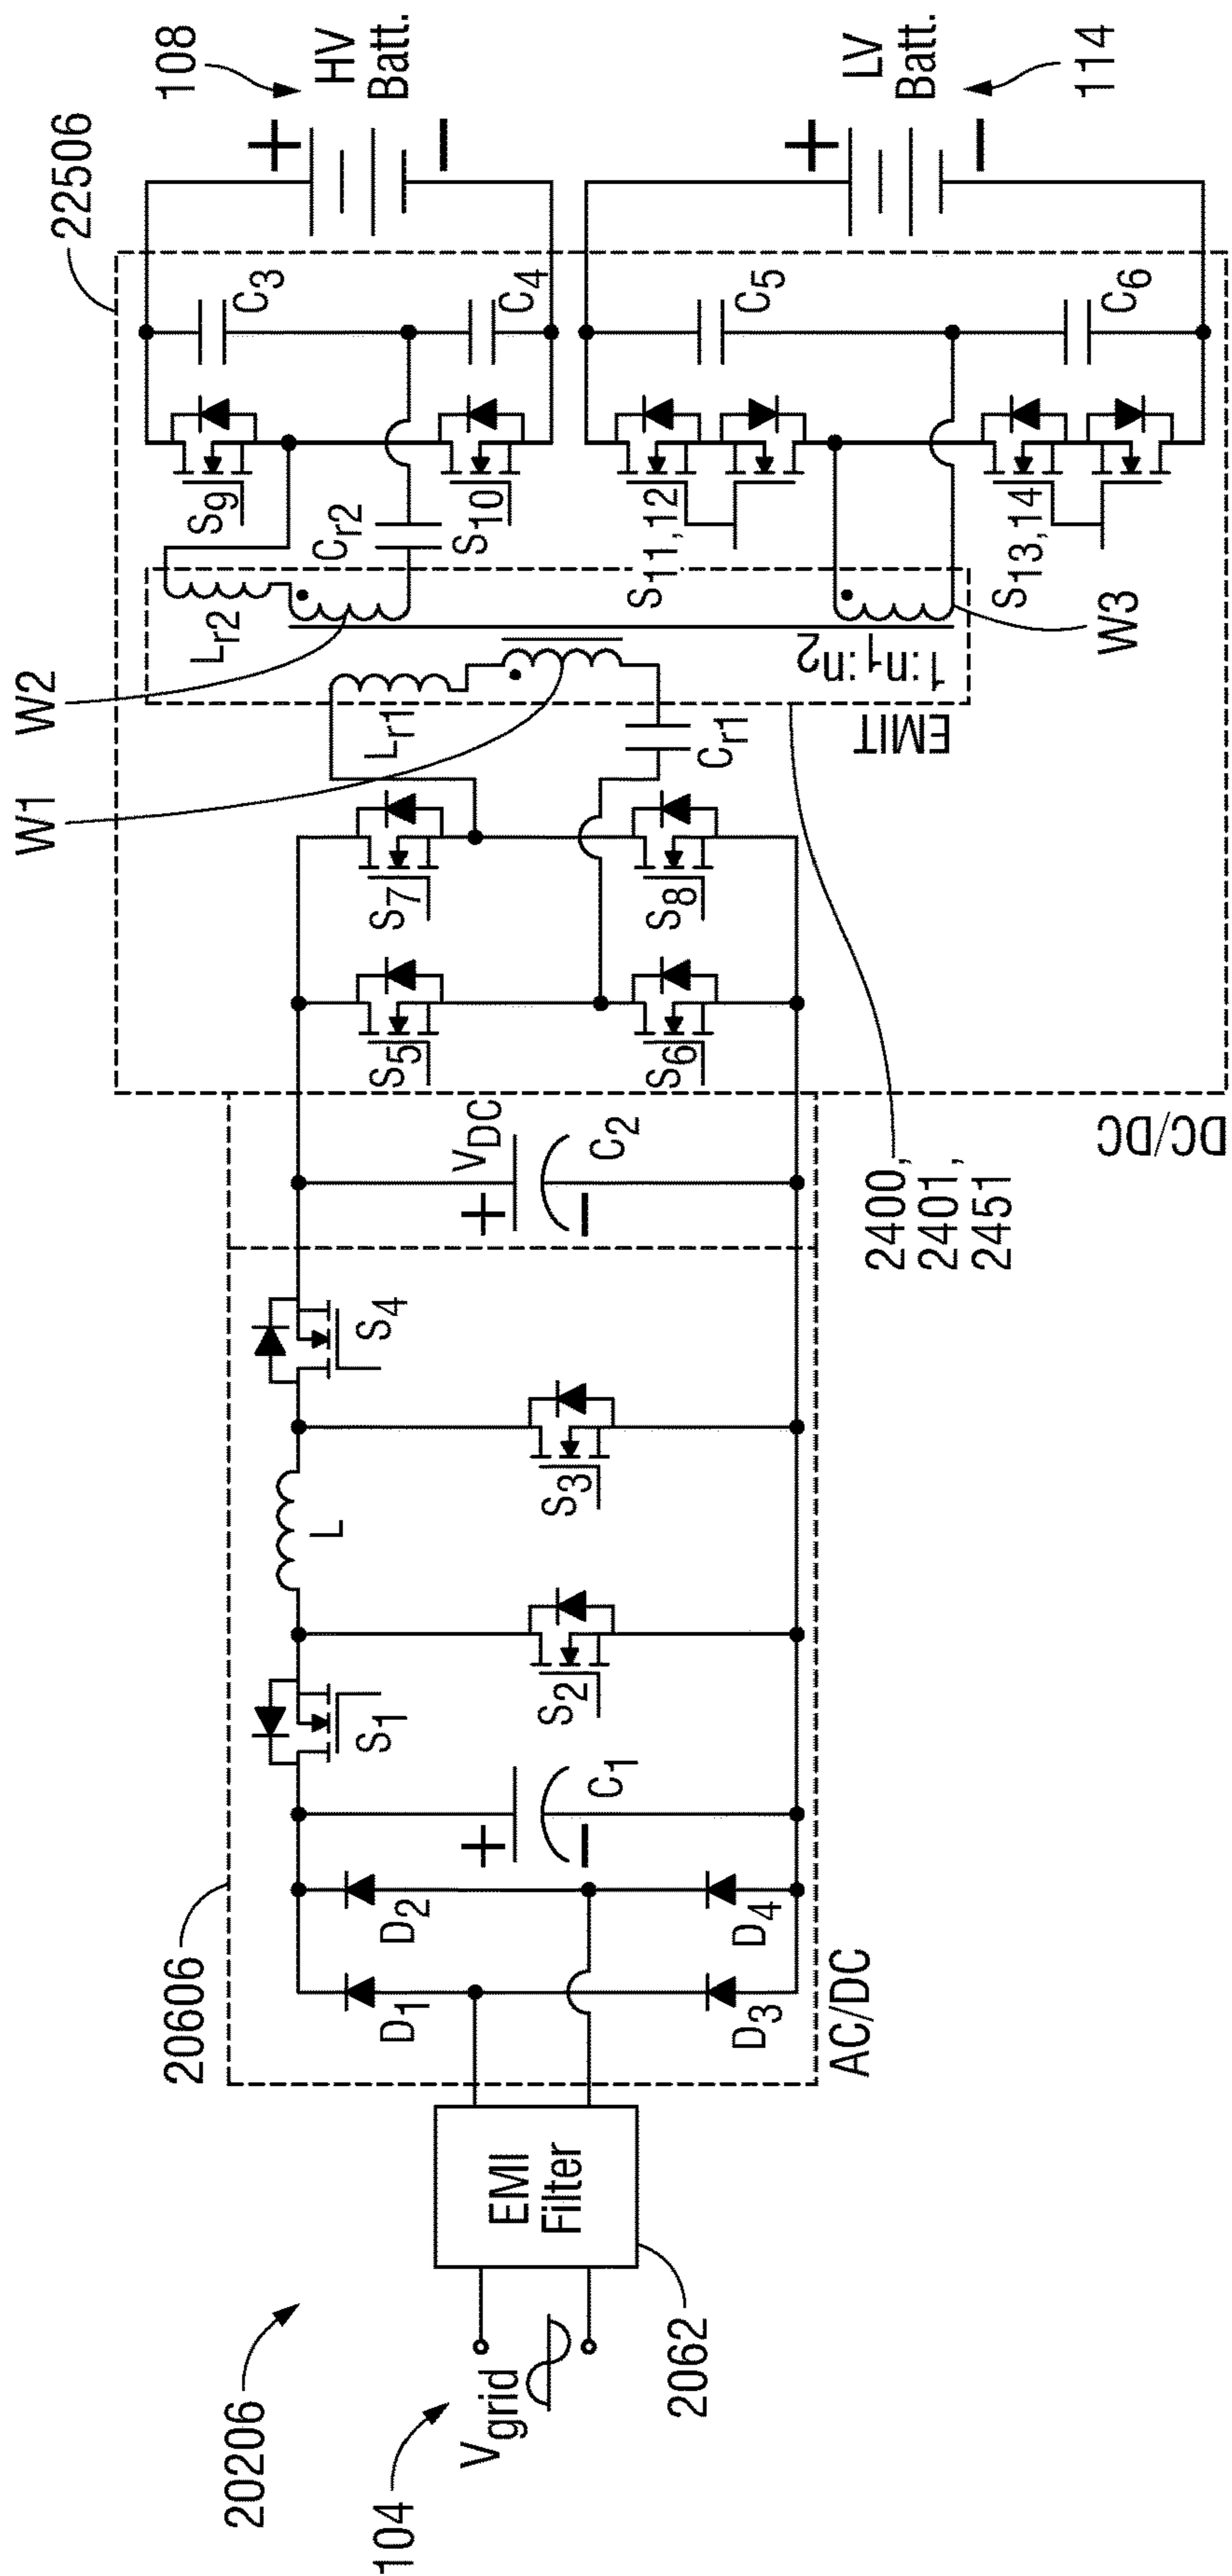 20206
104
Vgrid
2062
EMI
Filter
20606
AC/DC
D1
D2
D3
D4
C1
S1
S2
L
S3
S4
VDC
C2
DC/DC
22506
S5
S6
S7
S8
W1
W2
Lr1
Cr1
Lr2
Cr2
EMIT
1:n1:n2
2400,
2401,
2451
W3
S9
S10
S11,12
S13,14
C3
C4
C5
C6
108
HV
Batt.
LV
Batt.
114